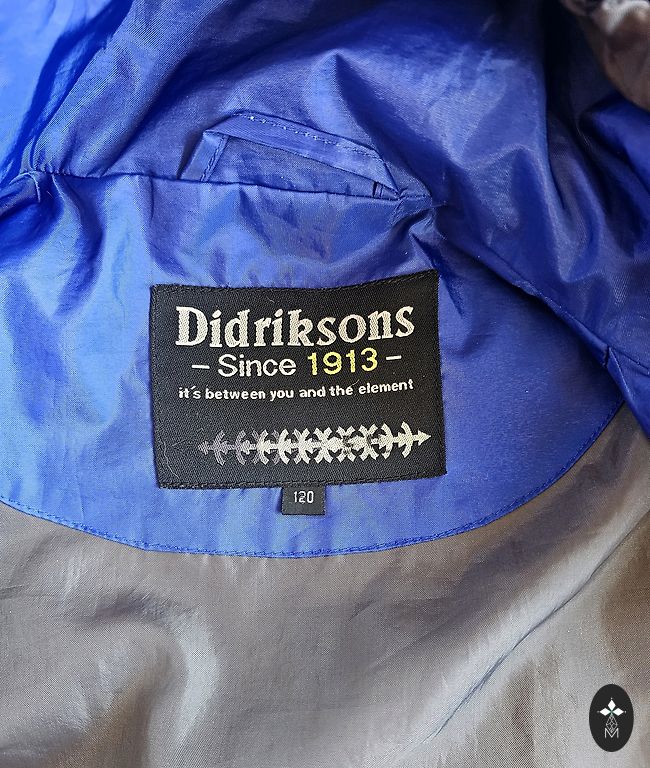 Didriksons
- Since 1913 -
it's between you and the element
120
M